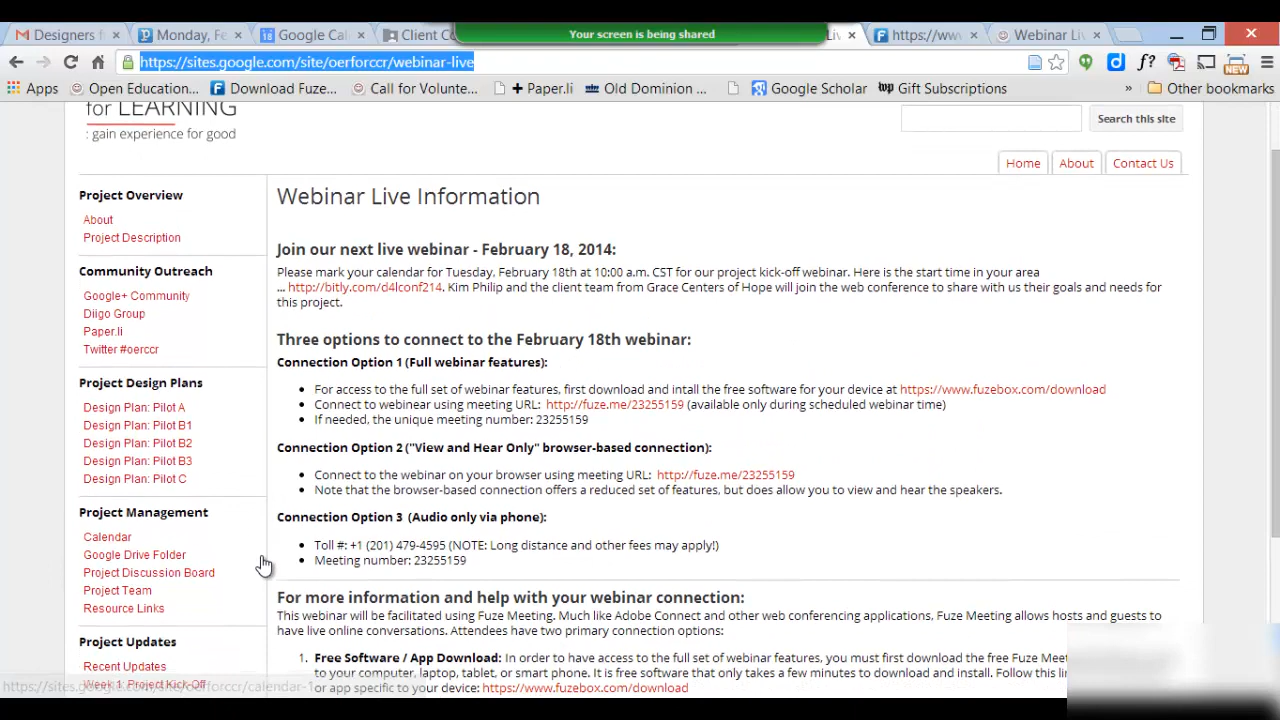 Designers f
Monday, Fe
Google Cal
Client Co
Your screen is being shared
Liv
https://ww
Webinar Liv
https://sites.google.com/site/oerforccr/webinar-live
NEW
Apps
Open Education...
Download Fuze...
Call for Volunte...
+ Paper.li
Old Dominion ...
Google Scholar
Gift Subscriptions
»
Other bookmarks
for LEARNING
: gain experience for good
Search this site
Home
About
Contact Us
Project Overview
About
Project Description
Community Outreach
Google+ Community
Diigo Group
Paper.li
Twitter #oerccr
Project Design Plans
Design Plan: Pilot A
Design Plan: Pilot B1
Design Plan: Pilot B2
Design Plan: Pilot B3
Design Plan: Pilot C
Project Management
Calendar
Google Drive Folder
Project Discussion Board
Project Team
Resource Links
Project Updates
Recent Updates
Week 1: Project Kick-Off
https://sites.google.com/site/oerforccr/calendar-1
Webinar Live Information
Join our next live webinar - February 18, 2014:
Please mark your calendar for Tuesday, February 18th at 10:00 a.m. CST for our project kick-off webinar. Here is the start time in your area
... http://bitly.com/d4lconf214. Kim Philip and the client team from Grace Centers of Hope will join the web conference to share with us their goals and needs for
this project.
Three options to connect to the February 18th webinar:
Connection Option 1 (Full webinar features):
• For access to the full set of webinar features, first download and intall the free software for your device at https://www.fuzebox.com/download
• Connect to webinear using meeting URL: http://fuze.me/23255159 (available only during scheduled webinar time)
• If needed, the unique meeting number: 23255159
Connection Option 2 ("View and Hear Only" browser-based connection):
• Connect to the webinar on your browser using meeting URL: http://fuze.me/23255159
• Note that the browser-based connection offers a reduced set of features, but does allow you to view and hear the speakers.
Connection Option 3 (Audio only via phone):
• Toll #: +1 (201) 479-4595 (NOTE: Long distance and other fees may apply!)
• Meeting number: 23255159
For more information and help with your webinar connection:
This webinar will be facilitated using Fuze Meeting. Much like Adobe Connect and other web conferencing applications, Fuze Meeting allows hosts and guests to
have live online conversations. Attendees have two primary connection options:
1. Free Software / App Download: In order to have access to the full set of webinar features, you must first download the free Fuze Mee
to your computer, laptop, tablet, or smart phone. It is free software that only takes a few minutes to download and install. Follow this lin
or app specific to your device: https://www.fuzebox.com/download